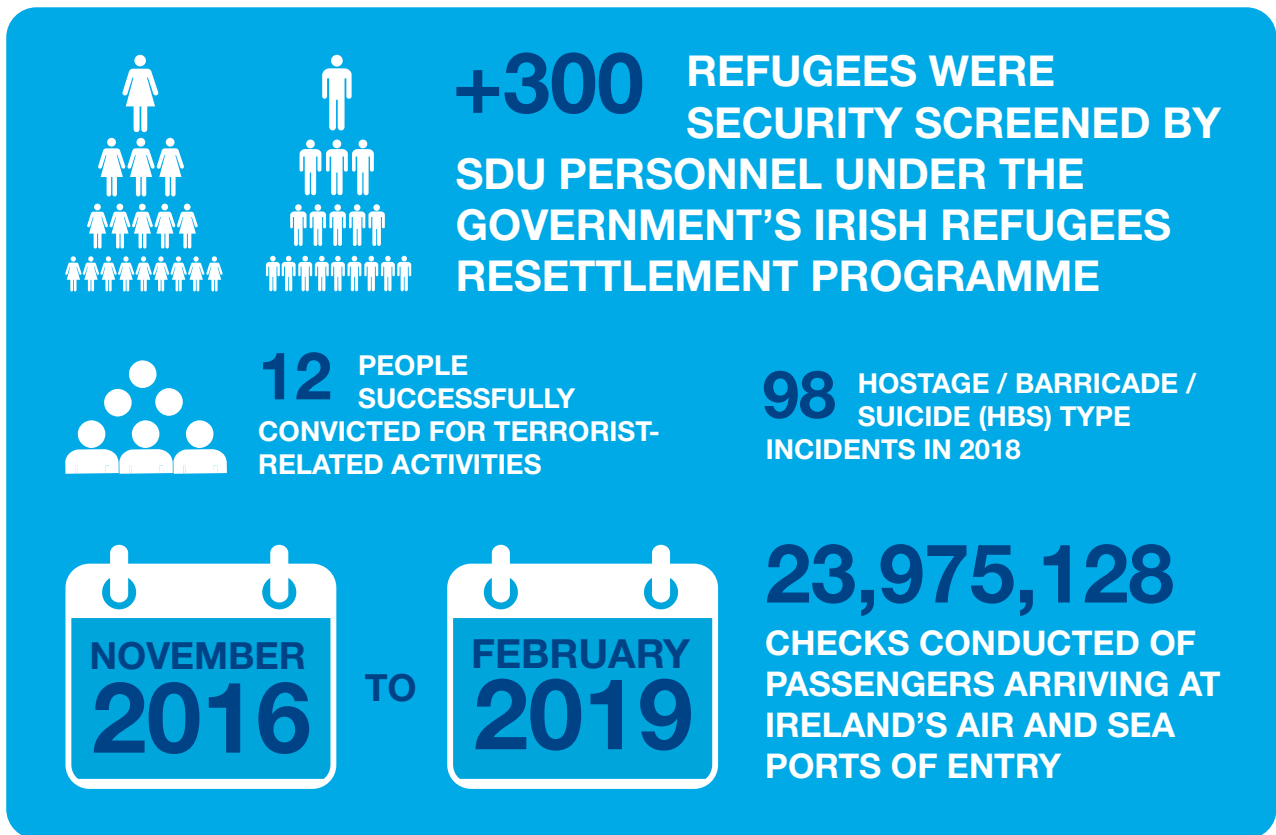 +300 REFUGEES WERE
SECURITY SCREENED BY
SDU PERSONNEL UNDER THE
GOVERNMENT’S IRISH REFUGEES
RESETTLEMENT PROGRAMME
12 PEOPLE
SUCCESSFULLY
CONVICTED FOR TERRORIST-
RELATED ACTIVITIES
98 HOSTAGE / BARRICADE /
SUICIDE (HBS) TYPE
INCIDENTS IN 2018
NOVEMBER
2016
TO
FEBRUARY
2019
23,975,128
CHECKS CONDUCTED OF
PASSENGERS ARRIVING AT
IRELAND’S AIR AND SEA
PORTS OF ENTRY